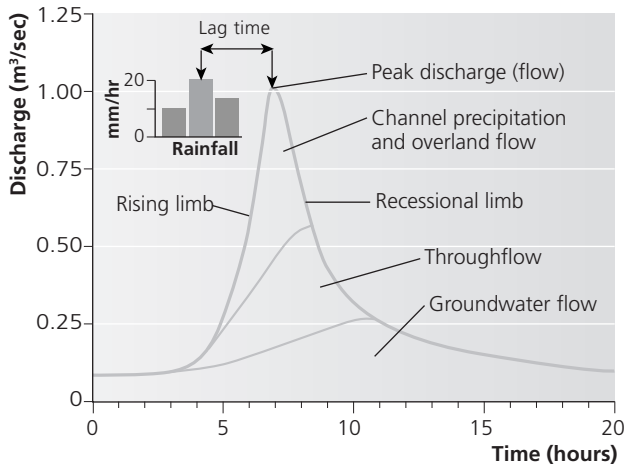 Discharge (m³/sec)
1.25
1.00
0.75
0.50
0.25
0
Lag time
mm/hr
20
0
Rainfall
Peak discharge (flow)
Channel precipitation
and overland flow
Rising limb
Recessional limb
Throughflow
Groundwater flow
0
5
10
15
20
Time (hours)